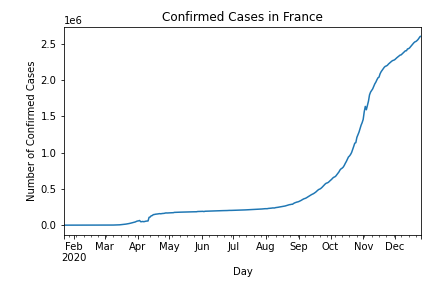 Confirmed Cases in France
1e6
2.5
2.0
1.5
1.0
0.5
0.0
Number of Confirmed Cases
Feb Mar Apr May Jun Jul Aug Sep Oct Nov Dec
2020
Day